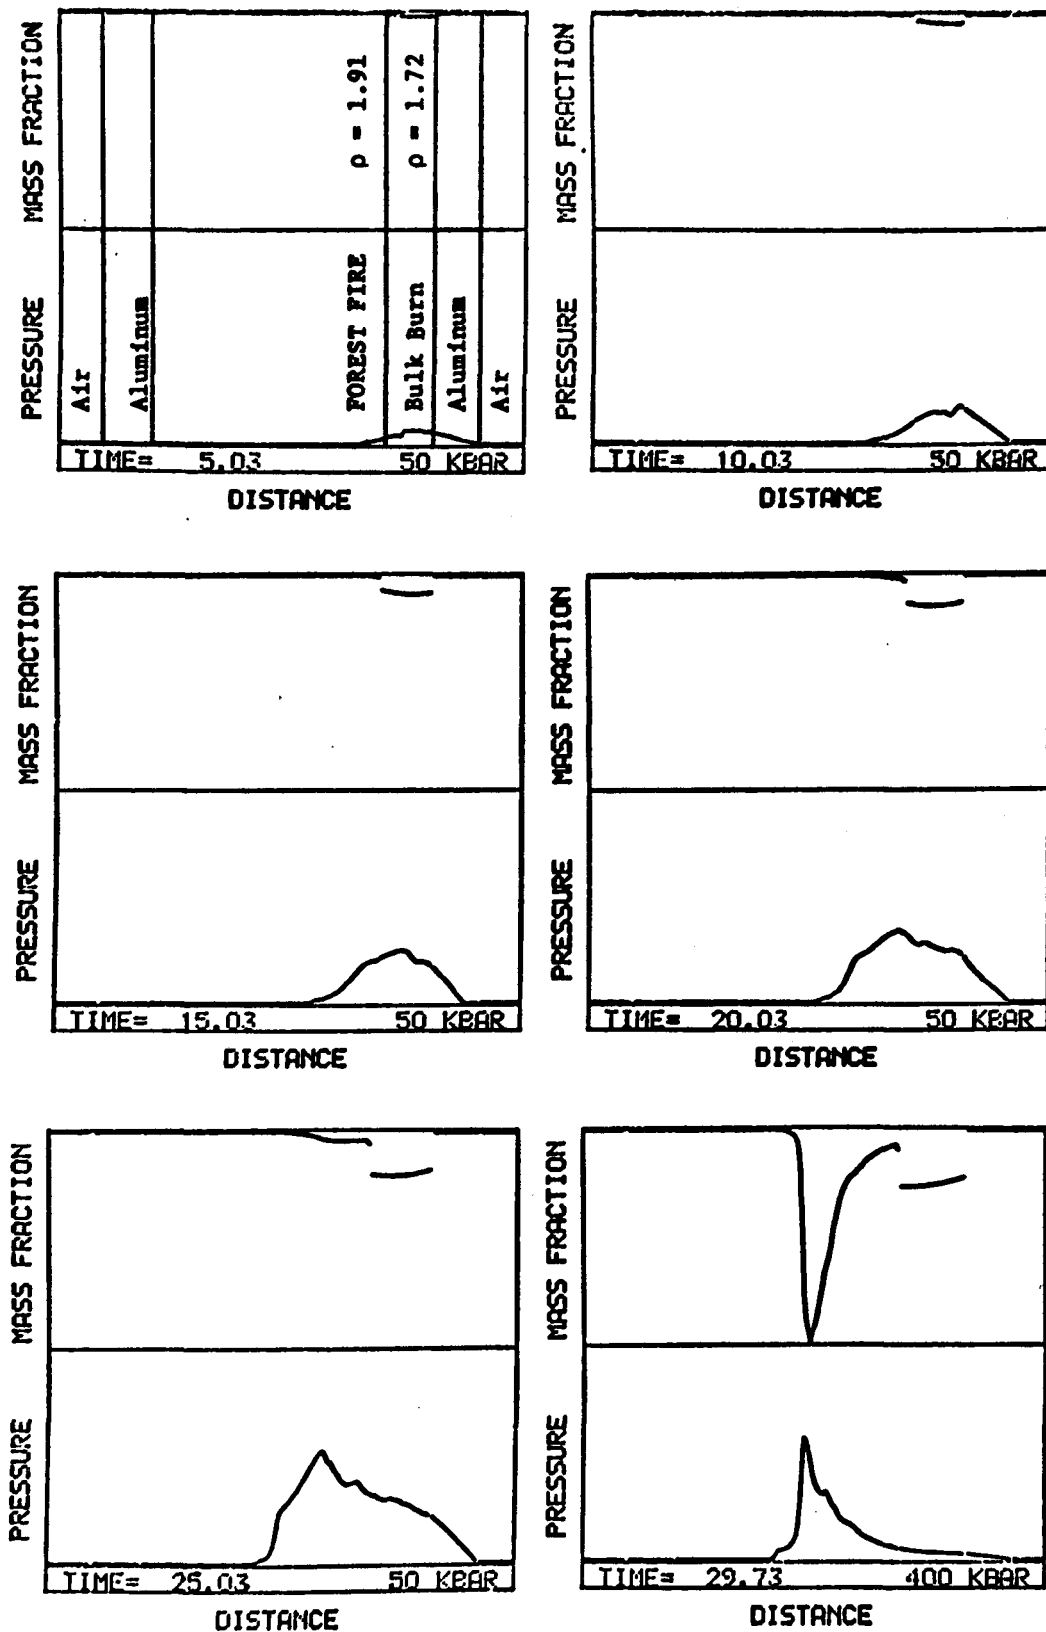 MASS FRACTION
PRESSURE
Air
Aluminum
FOREST FIRE ρ = 1.91
Bulk Burn ρ = 1.72
Aluminum
Air
TIME= 5.03 50 KBAR
DISTANCE
MASS FRACTION
PRESSURE
TIME= 10.03 50 KBAR
DISTANCE
MASS FRACTION
PRESSURE
TIME= 15.03 50 KBAR
DISTANCE
MASS FRACTION
PRESSURE
TIME= 20.03 50 KBAR
DISTANCE
MASS FRACTION
PRESSURE
TIME= 25.03 50 KBAR
DISTANCE
MASS FRACTION
PRESSURE
TIME= 29.73 400 KBAR
DISTANCE